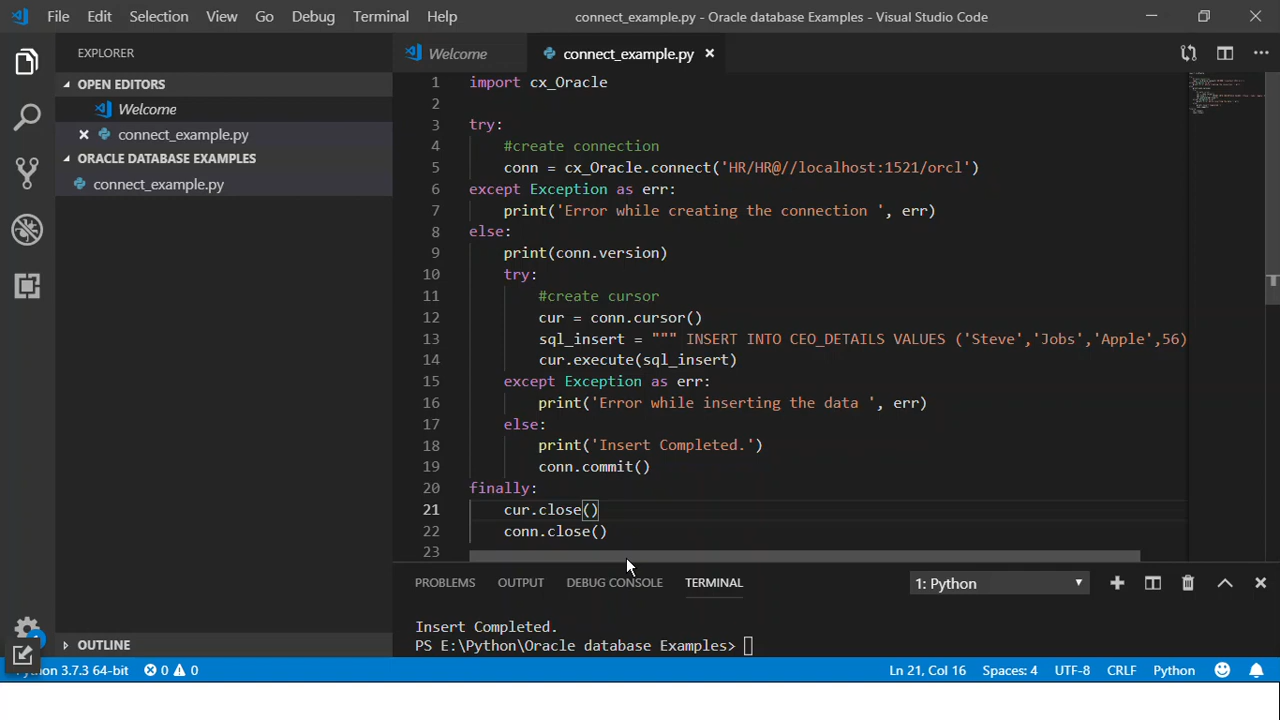 File Edit Selection View Go Debug Terminal Help connect_example.py - Oracle database Examples - Visual Studio Code
EXPLORER
OPEN EDITORS
Welcome
connect_example.py
ORACLE DATABASE EXAMPLES
connect_example.py
OUTLINE
Welcome connect_example.py
1 import cx_Oracle
2
3 try:
4 #create connection
5 conn = cx_Oracle.connect('HR/HR@//localhost:1521/orcl')
6 except Exception as err:
7 print('Error while creating the connection ', err)
8 else:
9 print(conn.version)
10 try:
11 #create cursor
12 cur = conn.cursor()
13 sql_insert = """ INSERT INTO CEO_DETAILS VALUES ('Steve','Jobs','Apple',56)
14 cur.execute(sql_insert)
15 except Exception as err:
16 print('Error while inserting the data ', err)
17 else:
18 print('Insert Completed.')
19 conn.commit()
20 finally:
21 cur.close()
22 conn.close()
23
PROBLEMS OUTPUT DEBUG CONSOLE TERMINAL 1: Python
Insert Completed.
PS E:\Python\Oracle database Examples>
Python 3.7.3 64-bit 0 0 Ln 21, Col 16 Spaces: 4 UTF-8 CRLF Python